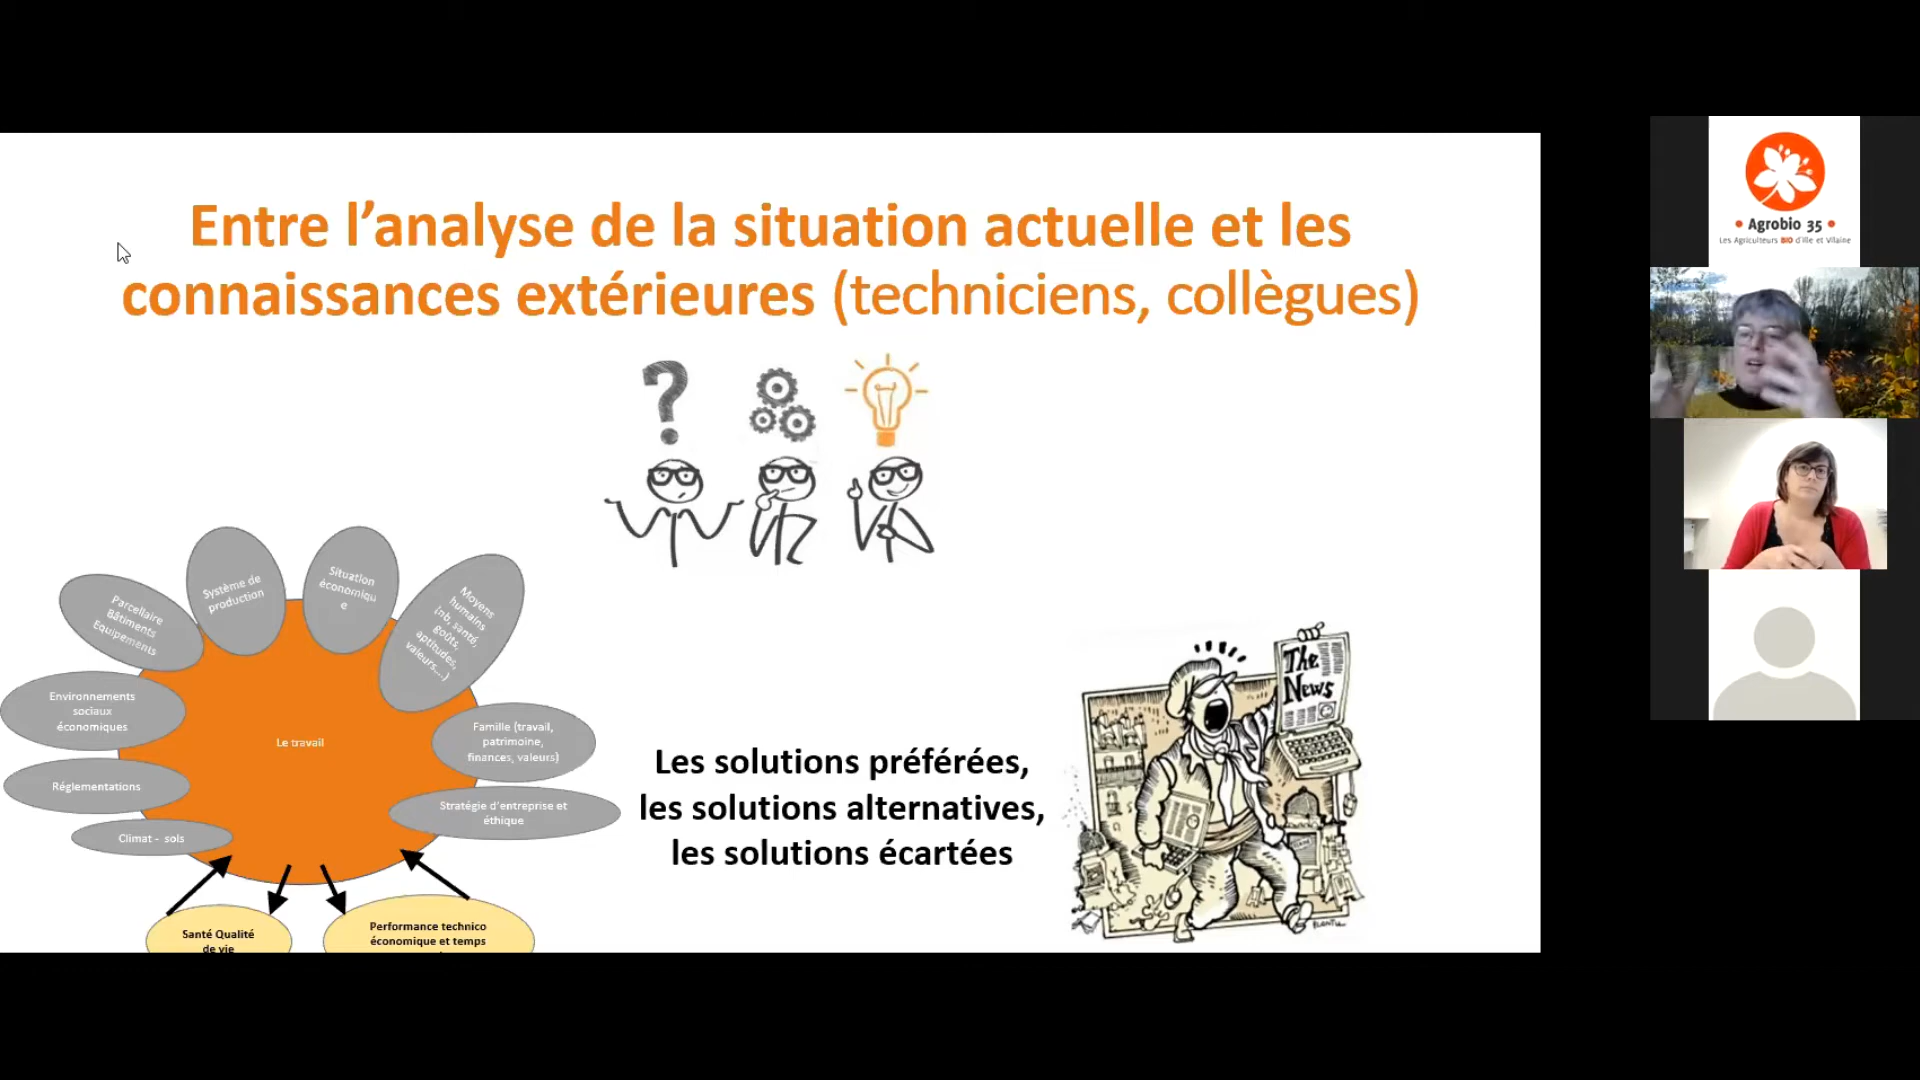 Entre l’analyse de la situation actuelle et les
connaissances extérieures (techniciens, collègues)
Système de
production
Situation
économiqu
e
Moyens
humains
(nb, santé,
goûts,
aptitudes,
valeurs,…)
Parcellaire
Bâtiments
Equipements
Environnements
sociaux
économiques
Le travail
Famille (travail,
patrimoine,
finances, valeurs)
Réglementations
Stratégie d’entreprise et
éthique
Climat - sols
Santé Qualité
de vie
Performance technico
économique et temps
Les solutions préférées,
les solutions alternatives,
les solutions écartées
The
News
PLANTU
• Agrobio 35 •
Les Agriculteurs BIO d'Ille et Vilaine